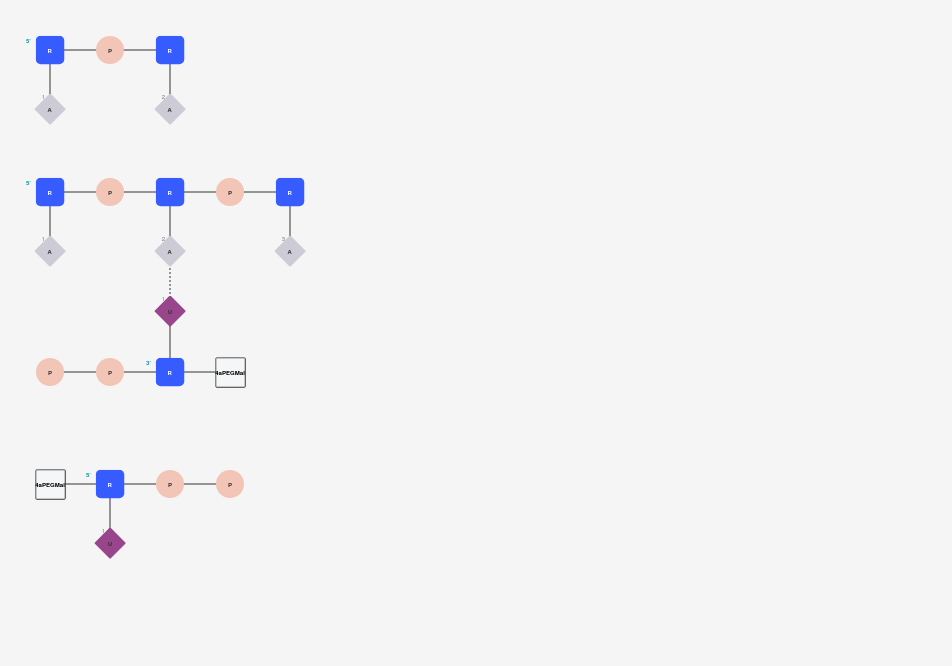 5'
R P R
1 2
A A
5'
R P R P R
1 2 3
A A A
1
U
3'
P P R 4aPEGMal
5'
4aPEGMal R P P
1
U